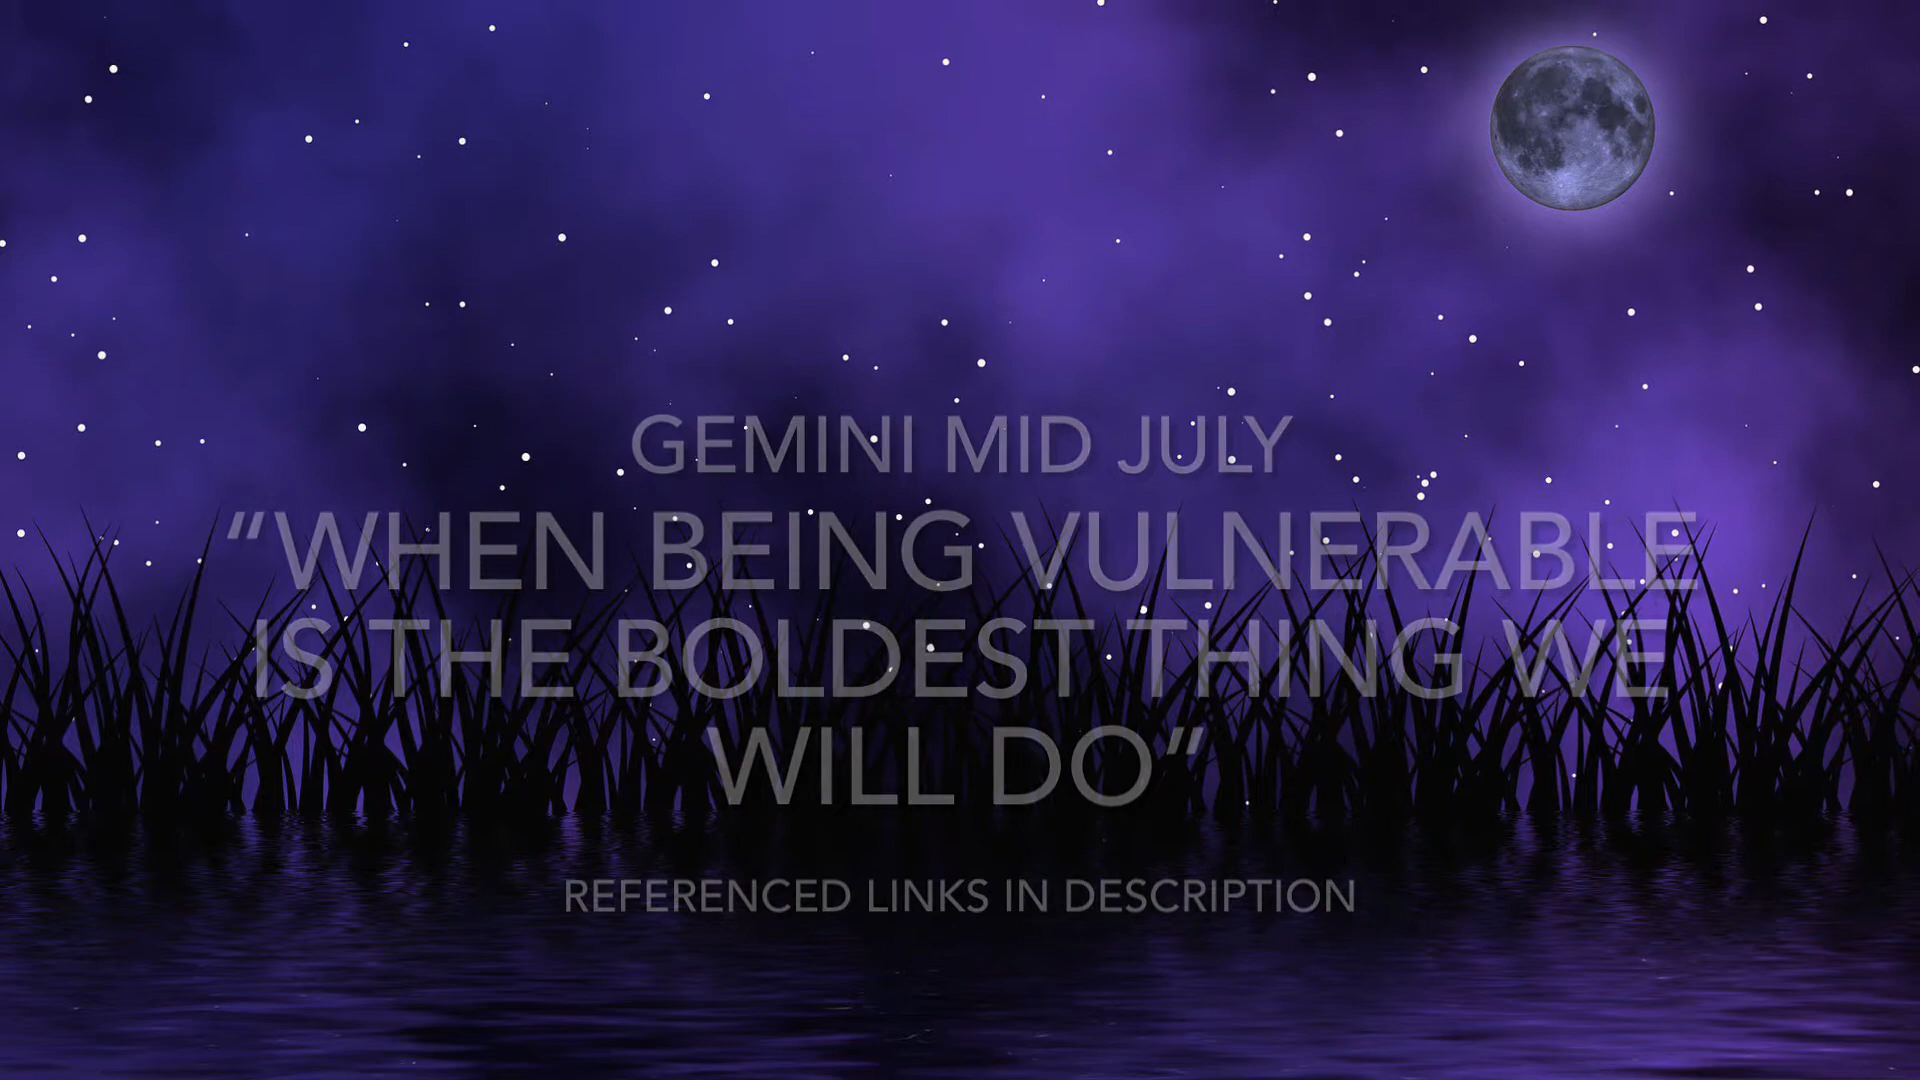 GEMINI MID JULY
“WHEN BEING VULNERABLE
IS THE BOLDEST THING WE
WILL DO”
REFERENCED LINKS IN DESCRIPTION